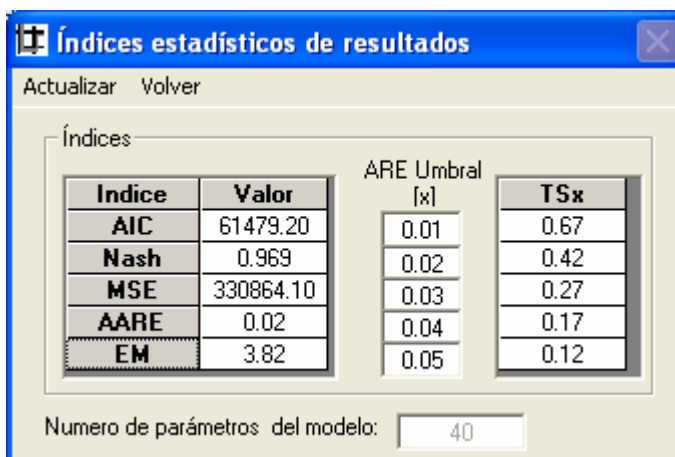 Índices estadísticos de resultados
Actualizar Volver
Índices
ARE Umbral
Indice Valor [x] TSx
AIC 61479.20 0.01 0.67
Nash 0.969 0.02 0.42
MSE 330864.10 0.03 0.27
AARE 0.02 0.04 0.17
EM 3.82 0.05 0.12
Numero de parámetros del modelo: 40